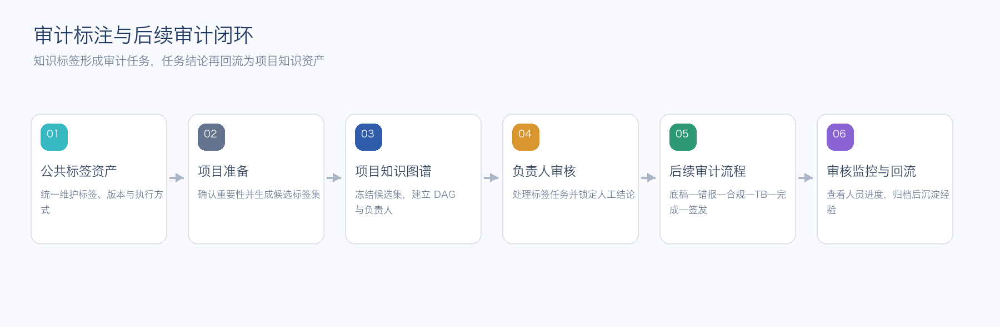 审计标注与后续审计闭环
知识标签形成审计任务，任务结论再回流为项目知识资产
01
公共标签资产
统一维护标签、版本与执行方
式
02
项目准备
确认重要性并生成候选标签集
03
项目知识图谱
冻结候选集，建立 DAG
与负责人
04
负责人审核
处理标签任务并锁定人工结论
05
后续审计流程
底稿—错报—合规—TB—完
成—签发
06
审核监控与回流
查看人员进度，归档后沉淀经
验